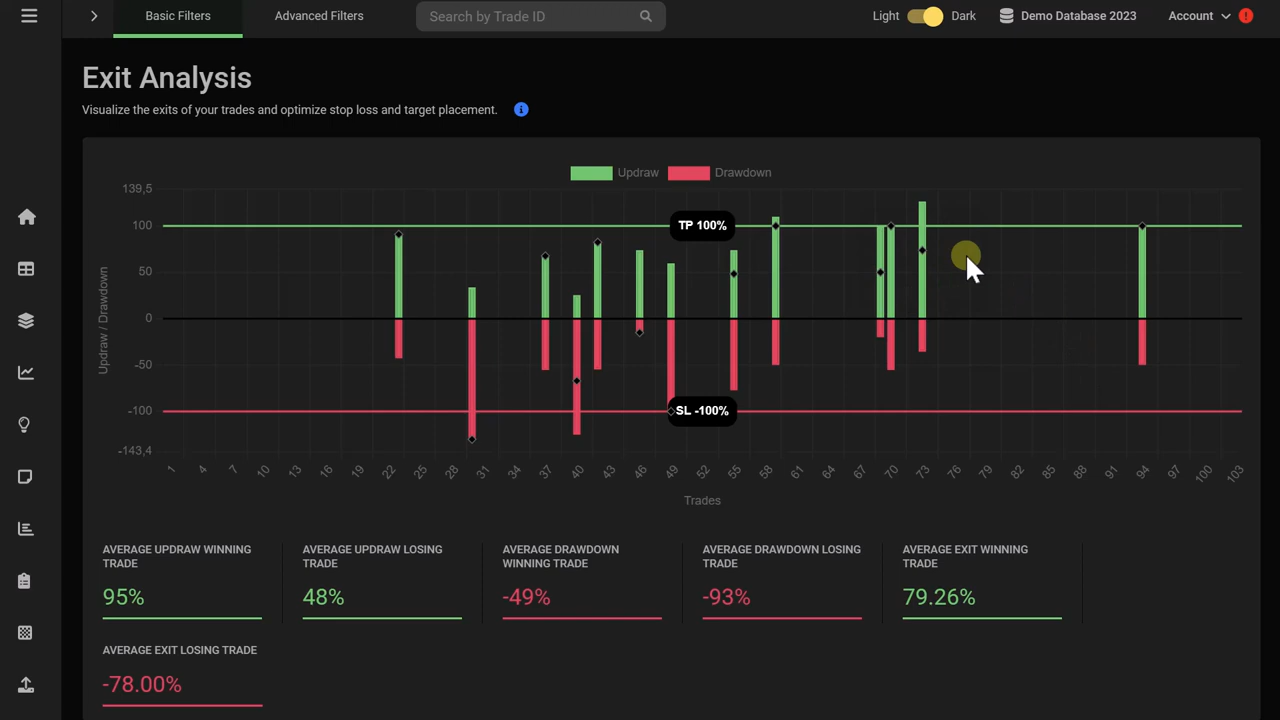 Basic Filters
Advanced Filters
Search by Trade ID
Light
Dark
Demo Database 2023
Account
Exit Analysis
Visualize the exits of your trades and optimize stop loss and target placement.
Updraw
Drawdown
139,5
100
50
0
-50
-100
-143,4
Updraw / Drawdown
TP 100%
SL -100%
1 4 7 10 13 16 19 22 25 28 31 34 37 40 43 46 49 52 55 58 61 64 67 70 73 76 79 82 85 88 91 94 97 100 103
Trades
AVERAGE UPDRAW WINNING
TRADE
95%
AVERAGE UPDRAW LOSING
TRADE
48%
AVERAGE DRAWDOWN
WINNING TRADE
-49%
AVERAGE DRAWDOWN LOSING
TRADE
-93%
AVERAGE EXIT WINNING
TRADE
79.26%
AVERAGE EXIT LOSING TRADE
-78.00%